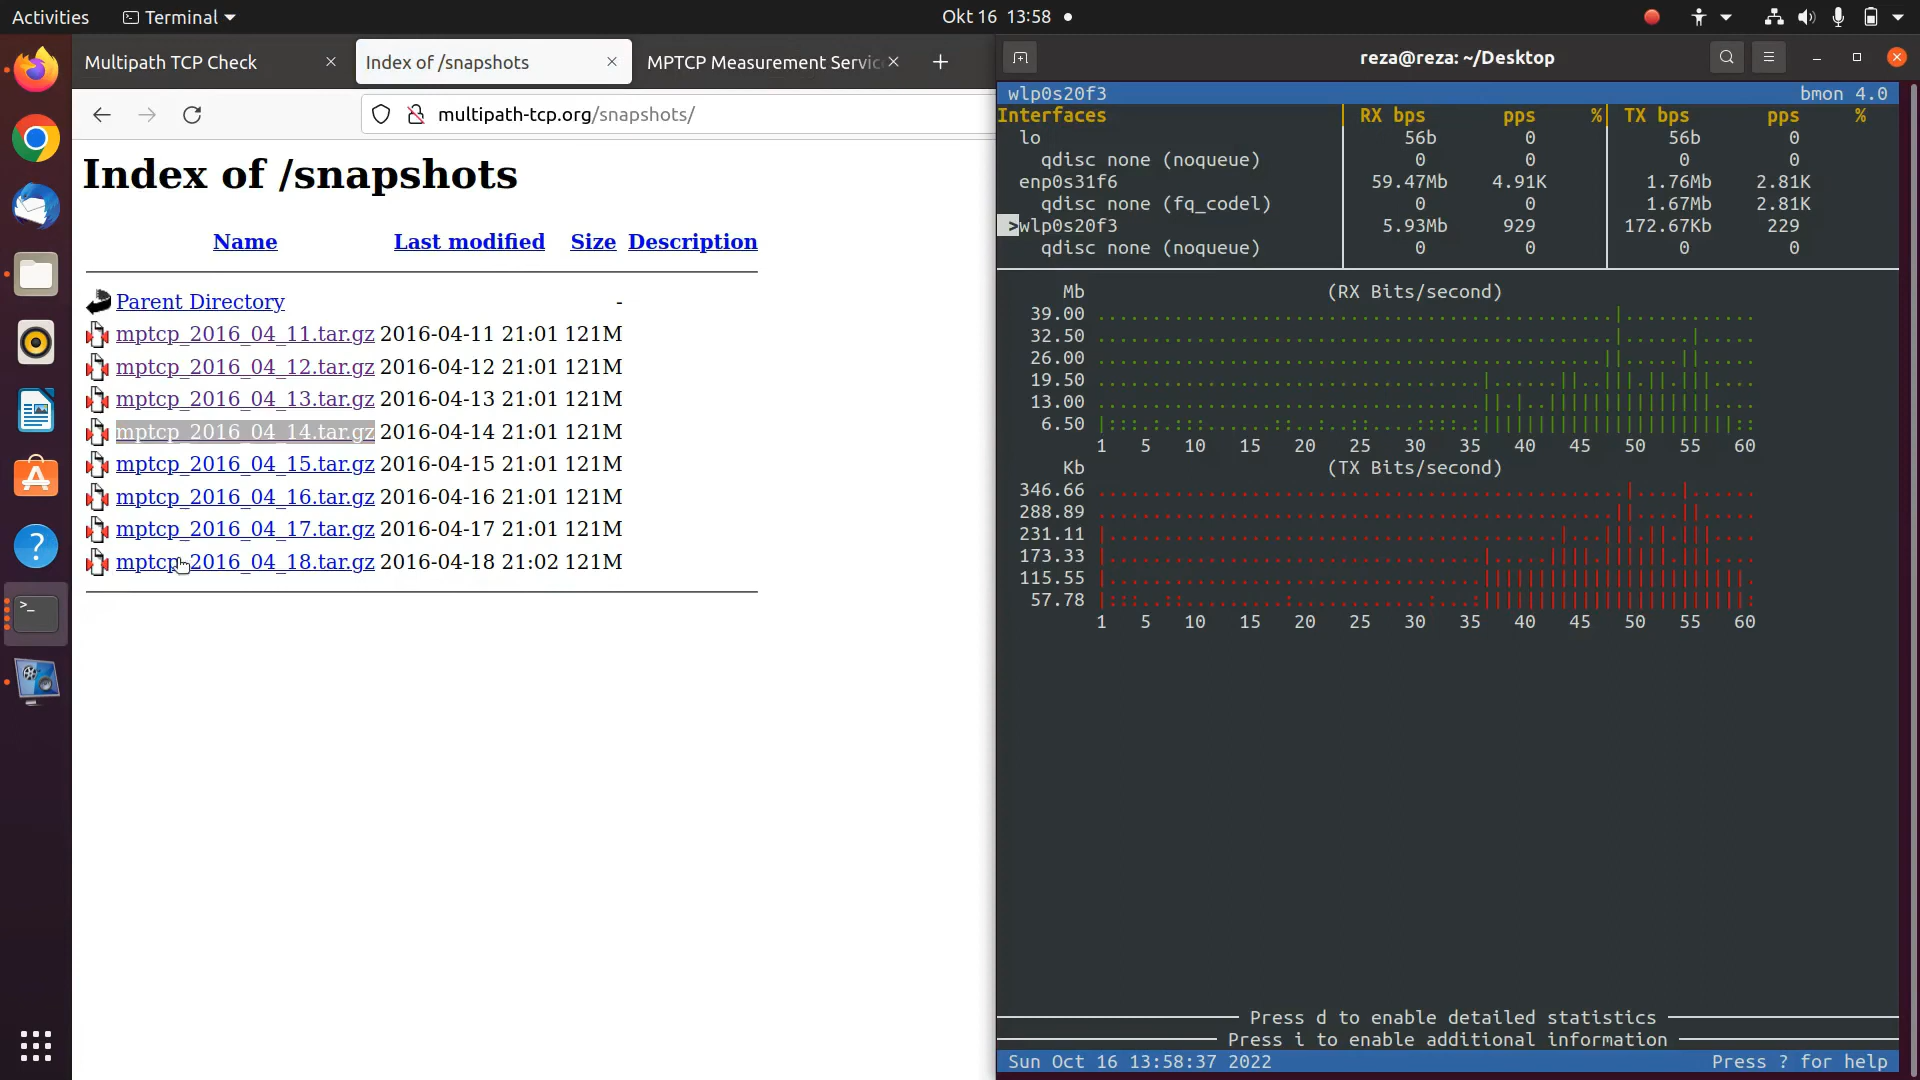 Activities Terminal Okt 16 13:58
Multipath TCP Check
Index of /snapshots
MPTCP Measurement Servic
multipath-tcp.org/snapshots/
Index of /snapshots
Name Last modified Size Description
Parent Directory -
mptcp_2016_04_11.tar.gz 2016-04-11 21:01 121M
mptcp_2016_04_12.tar.gz 2016-04-12 21:01 121M
mptcp_2016_04_13.tar.gz 2016-04-13 21:01 121M
mptcp_2016_04_14.tar.gz 2016-04-14 21:01 121M
mptcp_2016_04_15.tar.gz 2016-04-15 21:01 121M
mptcp_2016_04_16.tar.gz 2016-04-16 21:01 121M
mptcp_2016_04_17.tar.gz 2016-04-17 21:01 121M
mptcp_2016_04_18.tar.gz 2016-04-18 21:02 121M
reza@reza: ~/Desktop
wlp0s20f3 bmon 4.0
Interfaces RX bps pps % TX bps pps %
lo 56b 0 56b 0
qdisc none (noqueue) 0 0 0 0
enp0s31f6 59.47Mb 4.91K 1.76Mb 2.81K
qdisc none (fq_codel) 0 0 1.67Mb 2.81K
>wlp0s20f3 5.93Mb 929 172.67Kb 229
qdisc none (noqueue) 0 0 0 0
Mb (RX Bits/second)
39.00
32.50
26.00
19.50
13.00
6.50
1 5 10 15 20 25 30 35 40 45 50 55 60
Kb (TX Bits/second)
346.66
288.89
231.11
173.33
115.55
57.78
1 5 10 15 20 25 30 35 40 45 50 55 60
Press d to enable detailed statistics
Press i to enable additional information
Sun Oct 16 13:58:37 2022 Press ? for help